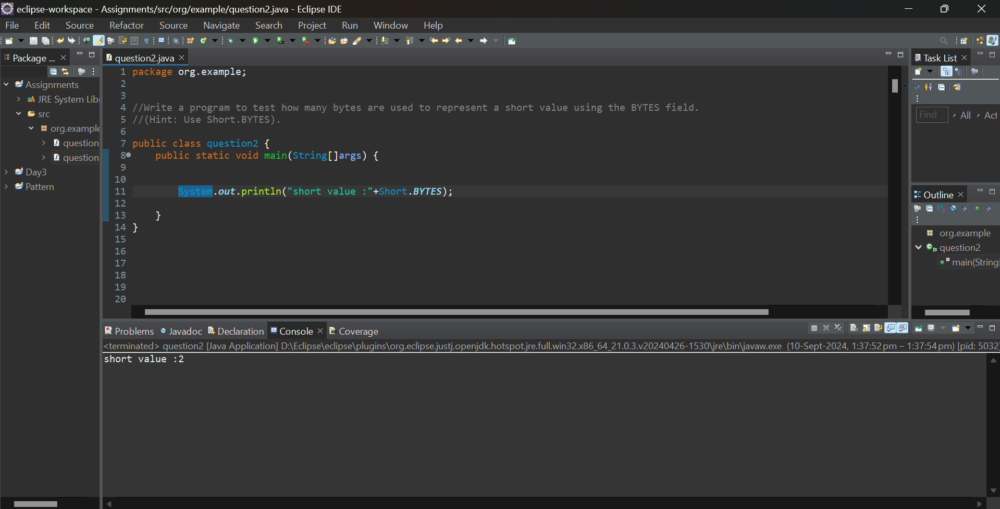 eclipse-workspace - Assignments/src/org/example/question2.java - Eclipse IDE
File Edit Source Refactor Source Navigate Search Project Run Window Help
Package ...
question2.java
Task List
Assignments
JRE System Libr
src
org.example
question
question
Day3
Pattern
1 package org.example;
2
3
4 //Write a program to test how many bytes are used to represent a short value using the BYTES field.
5 //(Hint: Use Short.BYTES).
6
7 public class question2 {
8 public static void main(String[]args) {
9
10
11 System.out.println("short value :"+Short.BYTES);
12
13 }
14 }
15
16
17
18
19
20
Find All Act
Outline
org.example
question2
main(String
Problems Javadoc Declaration Console Coverage
<terminated> question2 [Java Application] D:\Eclipse\eclipse\plugins\org.eclipse.justj.openjdk.hotspot.jre.full.win32.x86_64_21.0.3.v20240426-1530\jre\bin\javaw.exe (10-Sept-2024, 1:37:52 pm – 1:37:54 pm) [pid: 5032]
short value :2